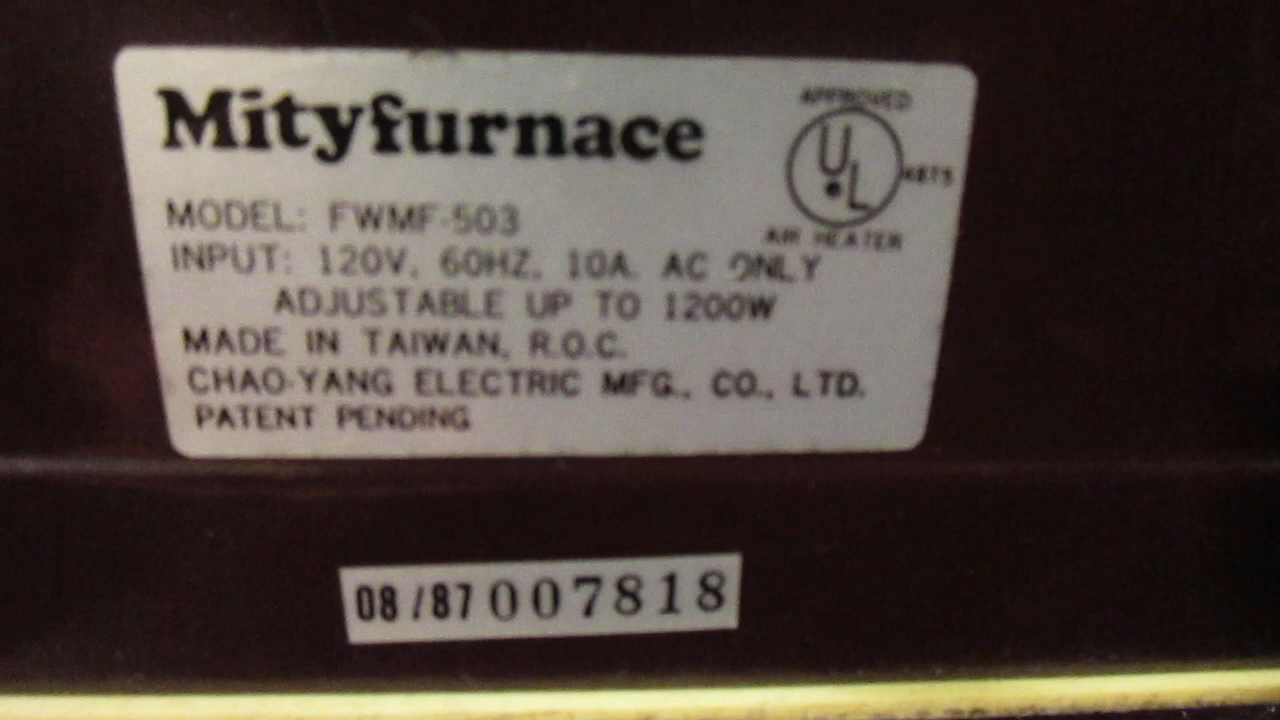 Mityfurnace
APPROVED
UL
AIR HEATER
MODEL: FWMF-503
INPUT: 120V, 60HZ, 10A. AC ONLY
ADJUSTABLE UP TO 1200W
MADE IN TAIWAN, R.O.C.
CHAO-YANG ELECTRIC MFG., CO., LTD.
PATENT PENDING
08/87 007818